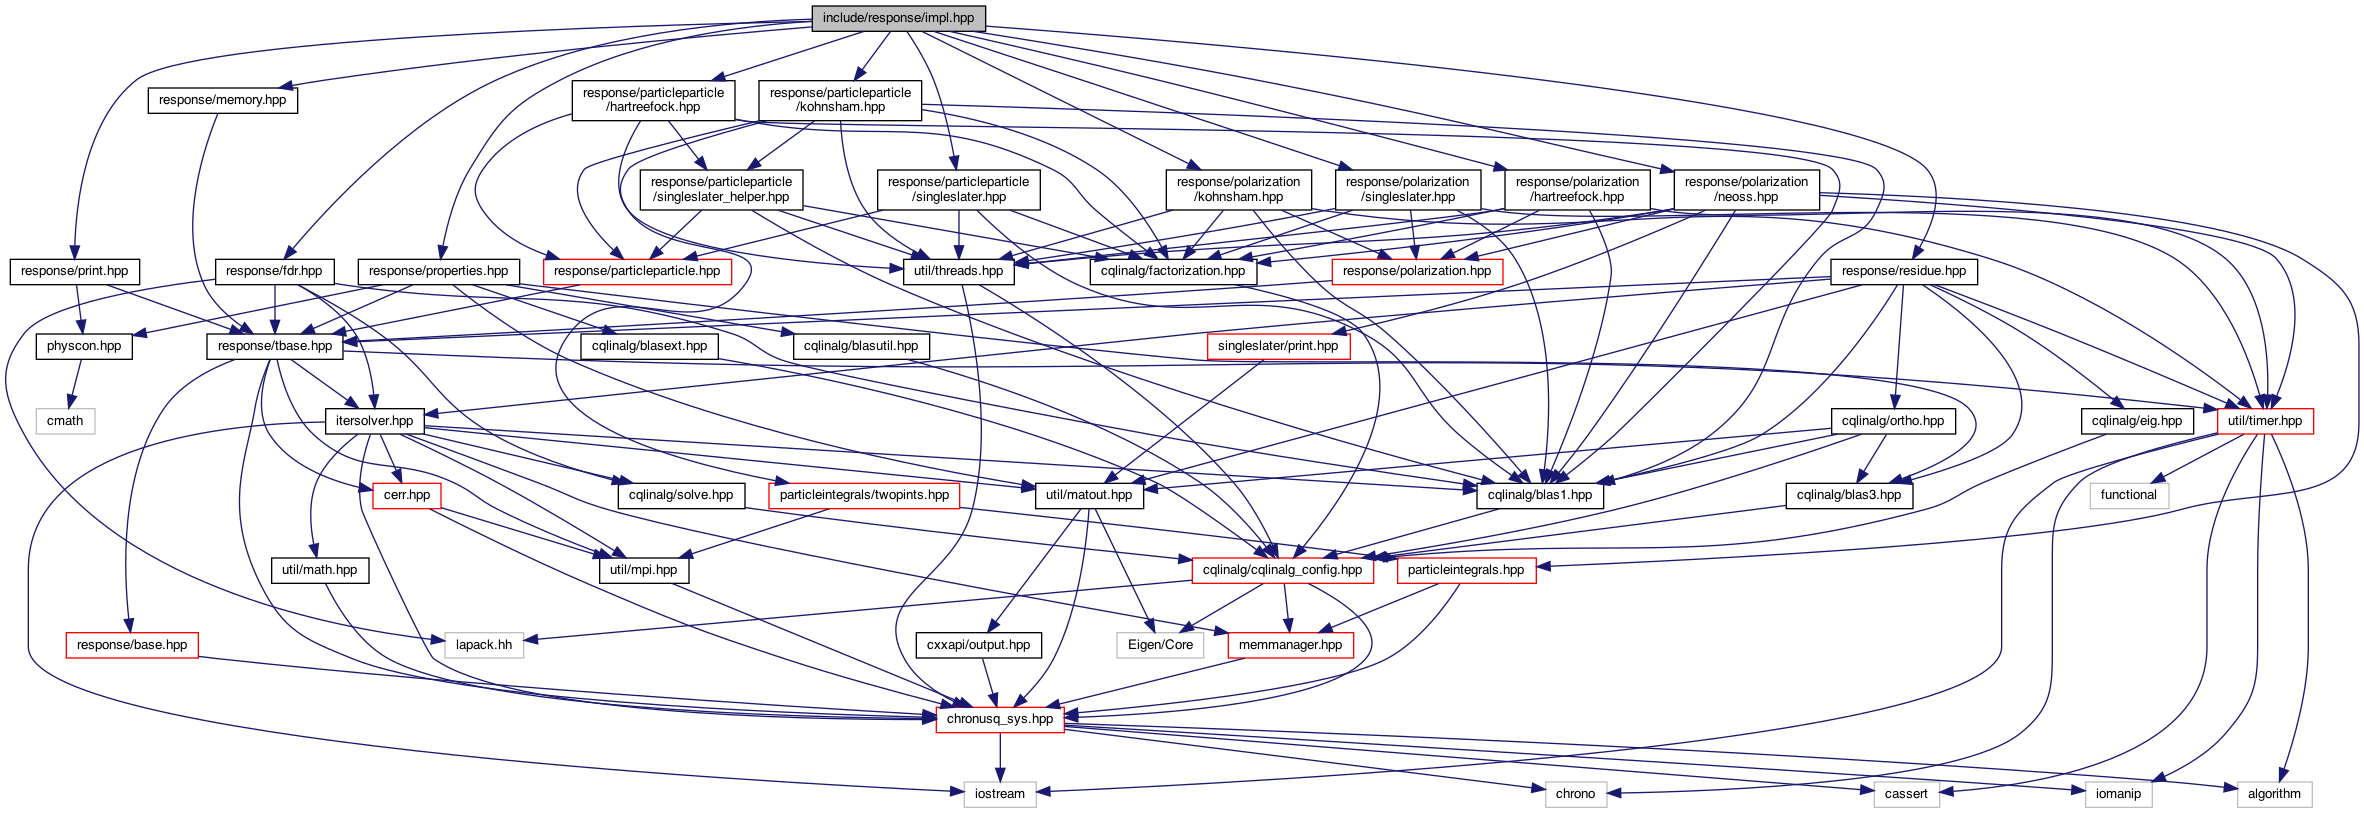 include/response/impl.hpp
response/memory.hpp
response/particleparticle
/hartreefock.hpp
response/particleparticle
/kohnsham.hpp
response/particleparticle
/singleslater_helper.hpp
response/particleparticle
/singleslater.hpp
response/polarization
/kohnsham.hpp
response/polarization
/singleslater.hpp
response/polarization
/hartreefock.hpp
response/polarization
/neoss.hpp
response/print.hpp
response/fdr.hpp
response/properties.hpp
response/particleparticle.hpp
util/threads.hpp
cqlinalg/factorization.hpp
response/polarization.hpp
response/residue.hpp
physcon.hpp
response/tbase.hpp
cqlinalg/blasext.hpp
cqlinalg/blasutil.hpp
singleslater/print.hpp
cmath
itersolver.hpp
cqlinalg/ortho.hpp
cqlinalg/eig.hpp
util/timer.hpp
cerr.hpp
cqlinalg/solve.hpp
particleintegrals/twopints.hpp
util/matout.hpp
cqlinalg/blas1.hpp
cqlinalg/blas3.hpp
functional
util/math.hpp
util/mpi.hpp
cqlinalg/cqlinalg_config.hpp
particleintegrals.hpp
response/base.hpp
lapack.hh
cxxapi/output.hpp
Eigen/Core
memmanager.hpp
chronusq_sys.hpp
iostream
chrono
cassert
iomanip
algorithm